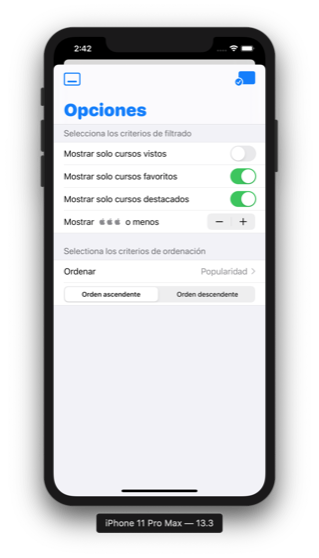 2:42
Opciones
Selecciona los criterios de filtrado
Mostrar solo cursos vistos
Mostrar solo cursos favoritos
Mostrar solo cursos destacados
Mostrar o menos
− +
Selectiona los criterios de ordenación
Ordenar Popularidad
Orden ascendente Orden descendente
iPhone 11 Pro Max — 13.3